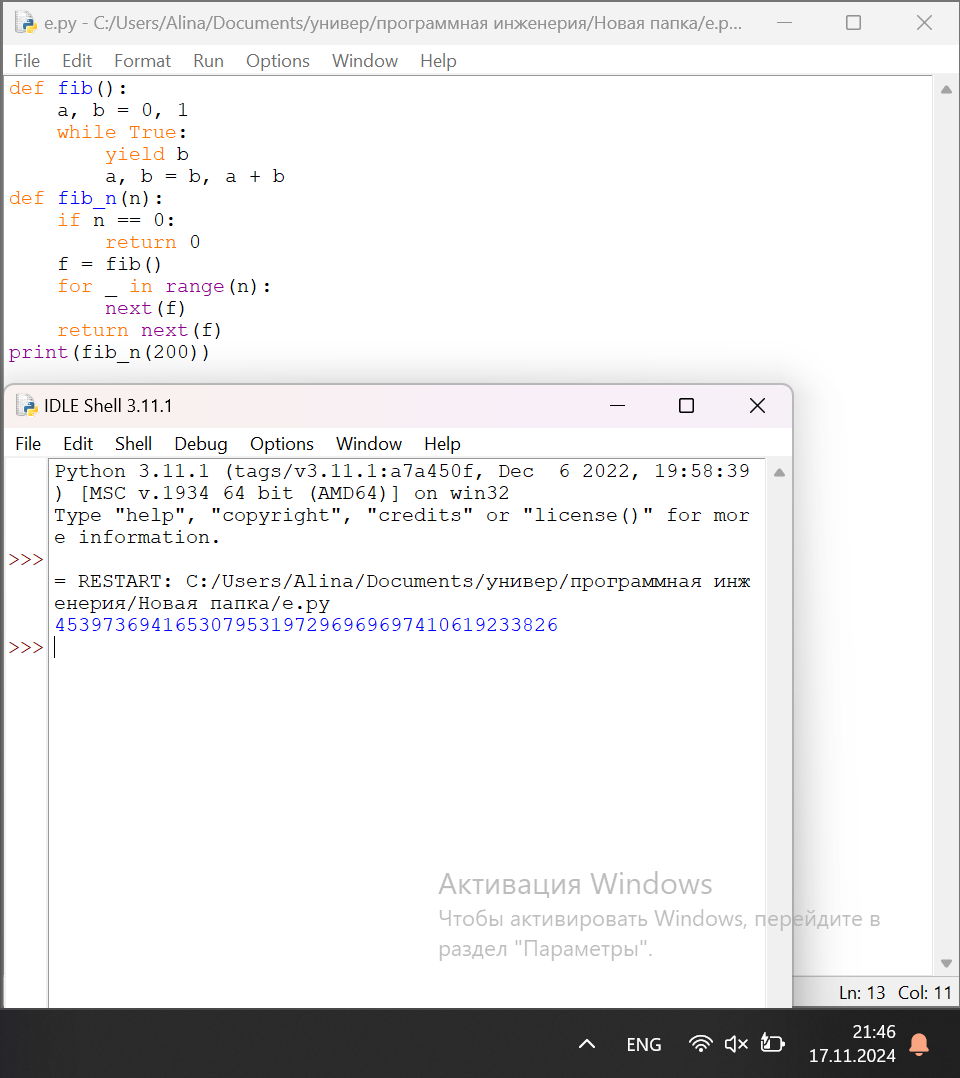 e.py - C:/Users/Alina/Documents/универ/программная инженерия/Новая папка/e.p...
File Edit Format Run Options Window Help
def fib():
    a, b = 0, 1
    while True:
        yield b
        a, b = b, a + b
def fib_n(n):
    if n == 0:
        return 0
    f = fib()
    for _ in range(n):
        next(f)
    return next(f)
print(fib_n(200))
IDLE Shell 3.11.1
File Edit Shell Debug Options Window Help
Python 3.11.1 (tags/v3.11.1:a7a450f, Dec  6 2022, 19:58:39
) [MSC v.1934 64 bit (AMD64)] on win32
Type "help", "copyright", "credits" or "license()" for mor
e information.
>>>
= RESTART: C:/Users/Alina/Documents/универ/программная инж
енерия/Новая папка/e.py
453973694165307953197296969697410619233826
>>>
Активация Windows
Чтобы активировать Windows, перейдите в
раздел "Параметры".
Ln: 13 Col: 11
ENG
21:46
17.11.2024